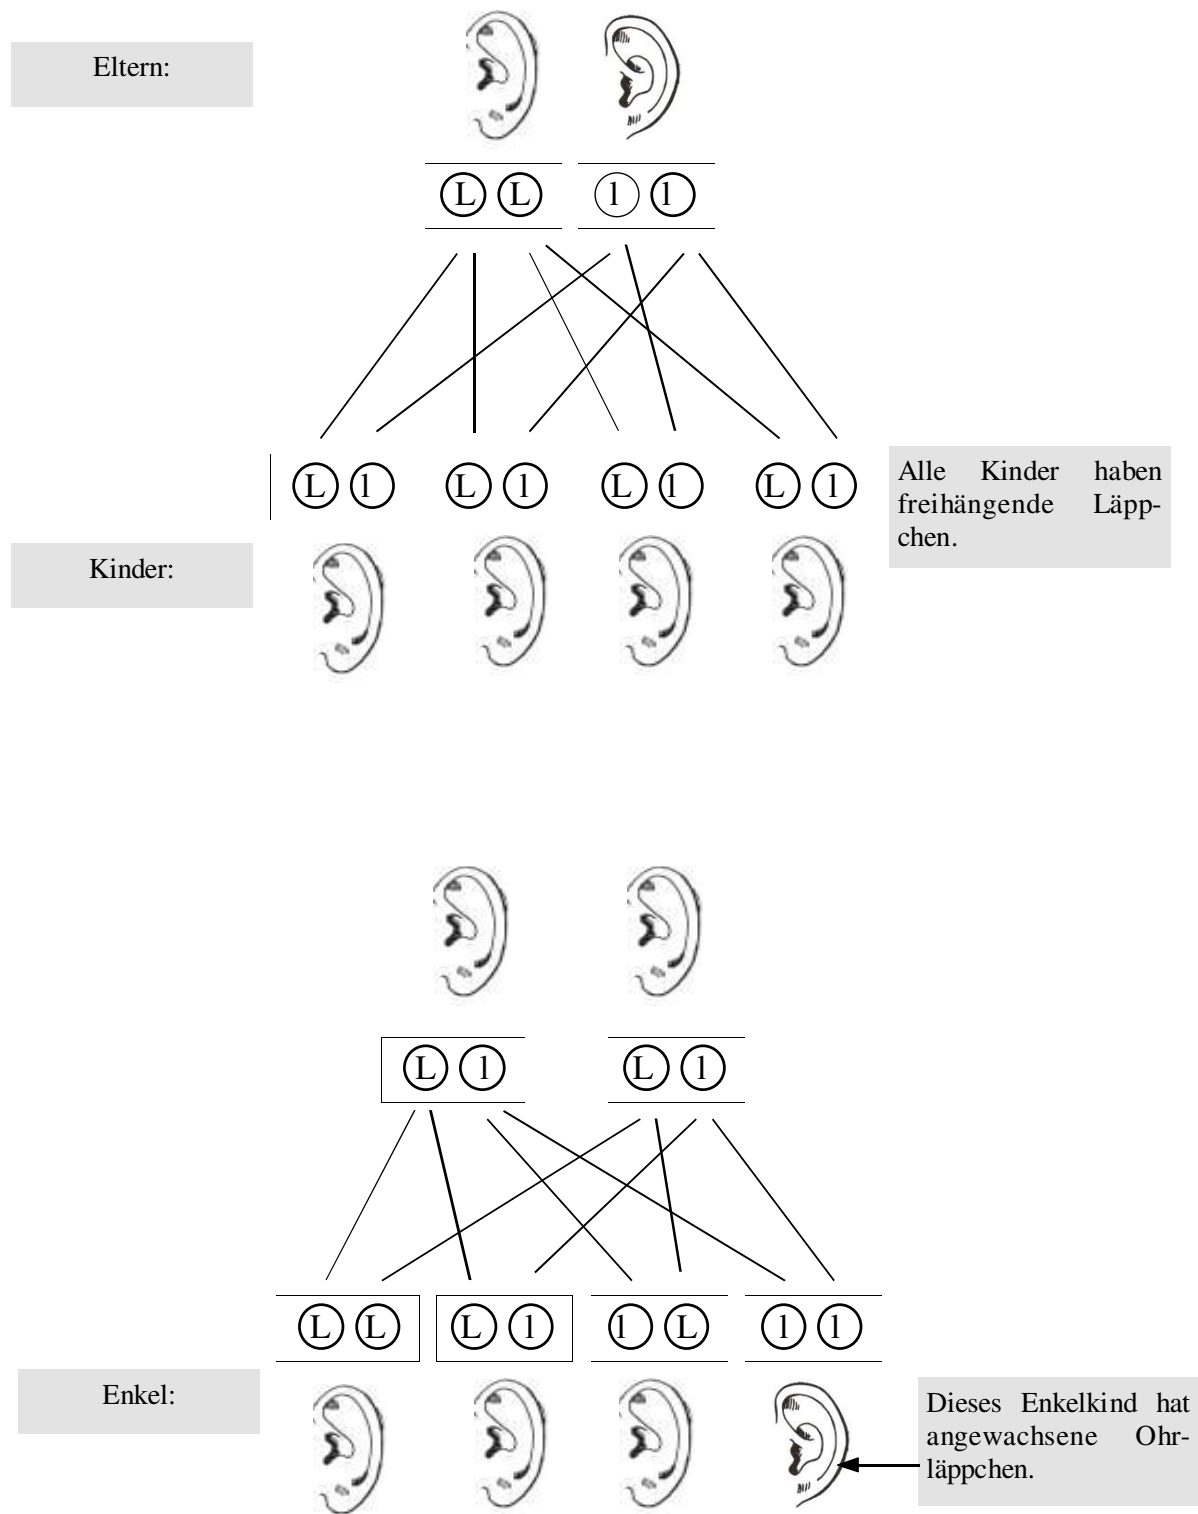 Eltern:
L L l l
L l L l L l L l
Alle Kinder haben
freihängende Läpp-
chen.
Kinder:
L l L l
L L L l l L l l
Enkel:
Dieses Enkelkind hat
angewachsene Ohr-
läppchen.